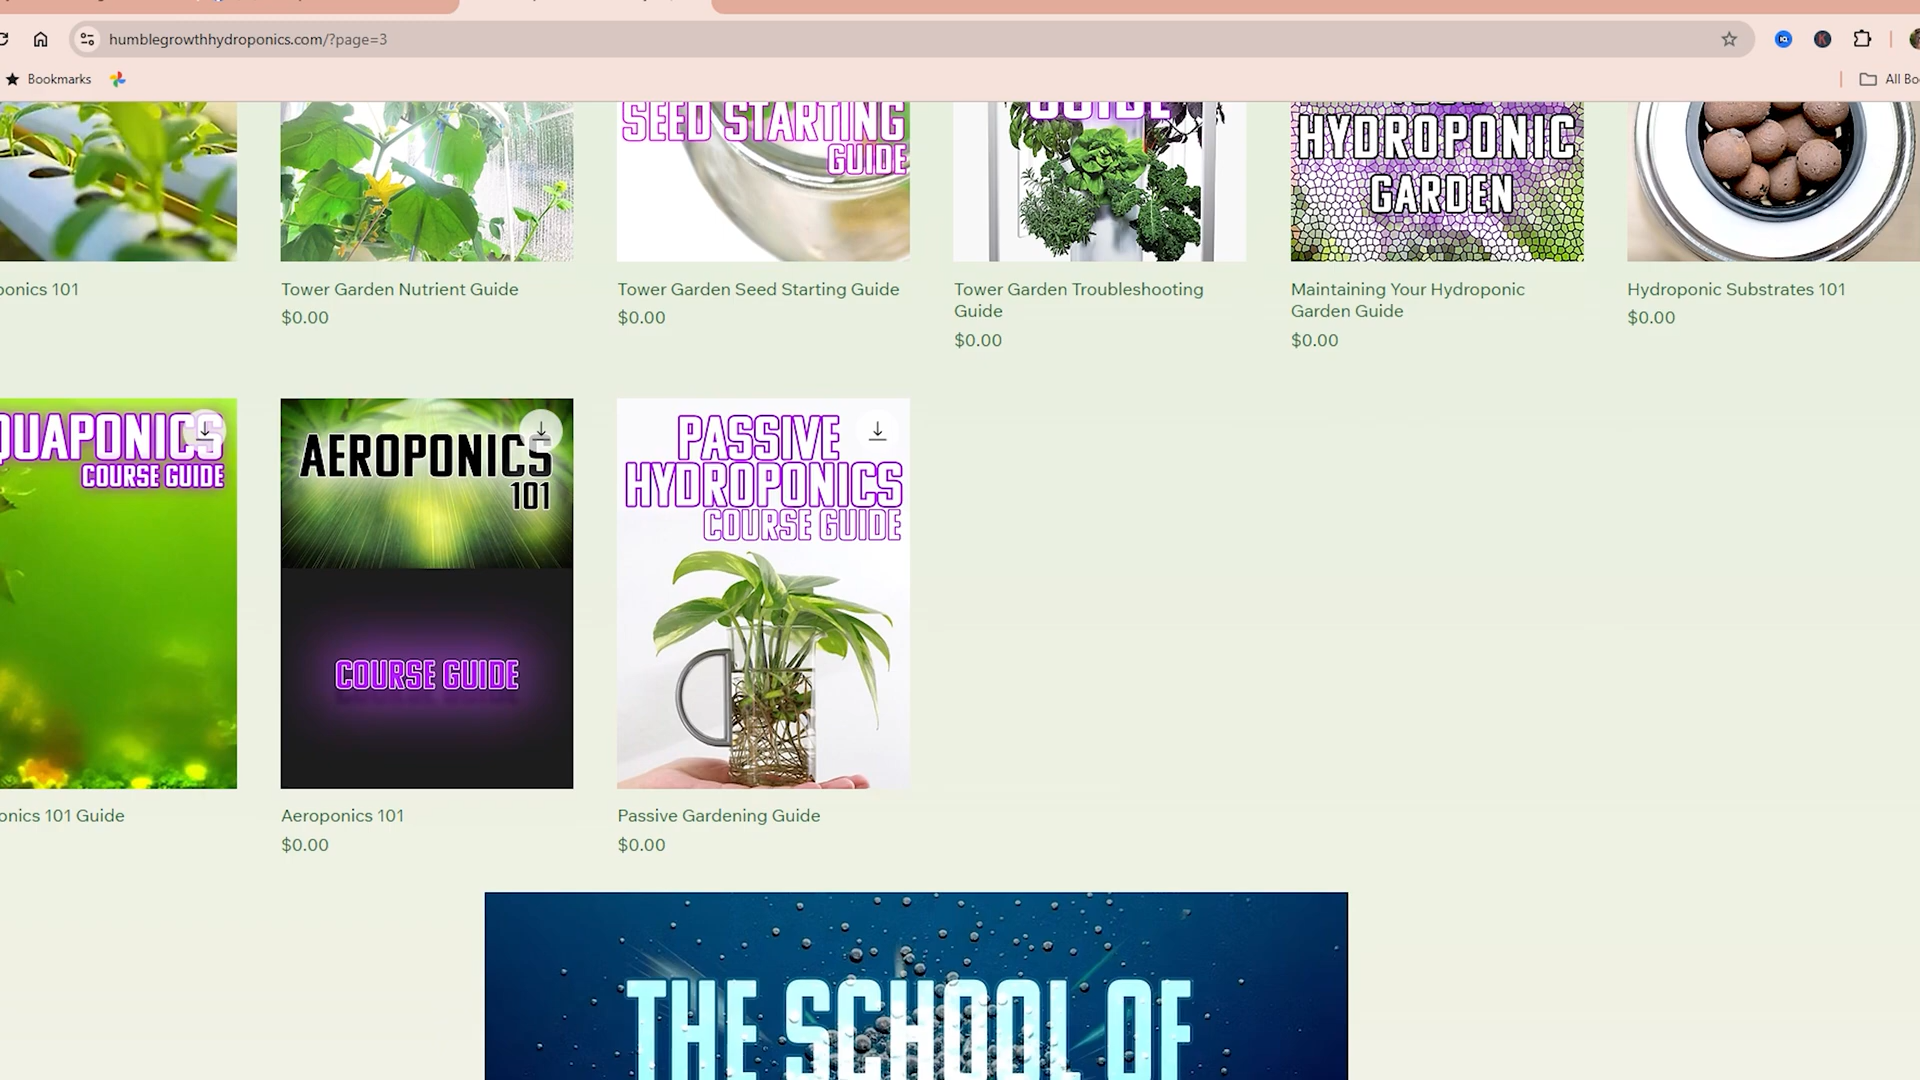 humblegrowthhydroponics.com/?page=3
Bookmarks
SEED STARTING
GUIDE
GUIDE
HYDROPONIC
GARDEN
ponics 101
Tower Garden Nutrient Guide
$0.00
Tower Garden Seed Starting Guide
$0.00
Tower Garden Troubleshooting
Guide
$0.00
Maintaining Your Hydroponic
Garden Guide
$0.00
Hydroponic Substrates 101
$0.00
QUAPONICS
COURSE GUIDE
AEROPONICS
101
COURSE GUIDE
PASSIVE
HYDROPONICS
COURSE GUIDE
onics 101 Guide
Aeroponics 101
$0.00
Passive Gardening Guide
$0.00
THE SCHOOL OF